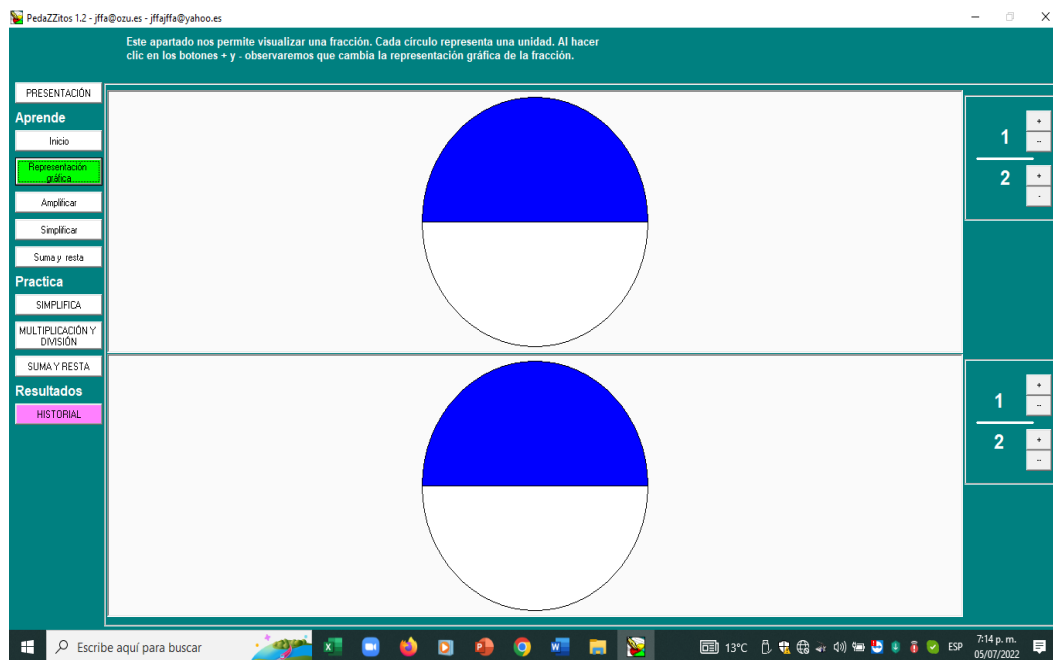 PedaZZitos 1.2 - jffa@ozu.es - jffajffa@yahoo.es
Este apartado nos permite visualizar una fracción. Cada círculo representa una unidad. Al hacer
clic en los botones + y - observaremos que cambia la representación gráfica de la fracción.
PRESENTACIÓN
Aprende
Inicio
Representación
gráfica
Amplificar
Simplificar
Suma y resta
Practica
SIMPLIFICA
MULTIPLICACIÓN Y
DIVISIÓN
SUMA Y RESTA
Resultados
HISTORIAL
1
+
--
2
+
-
1
+
--
2
+
--
Escribe aquí para buscar
13°C
ESP
7:14 p. m.
05/07/2022